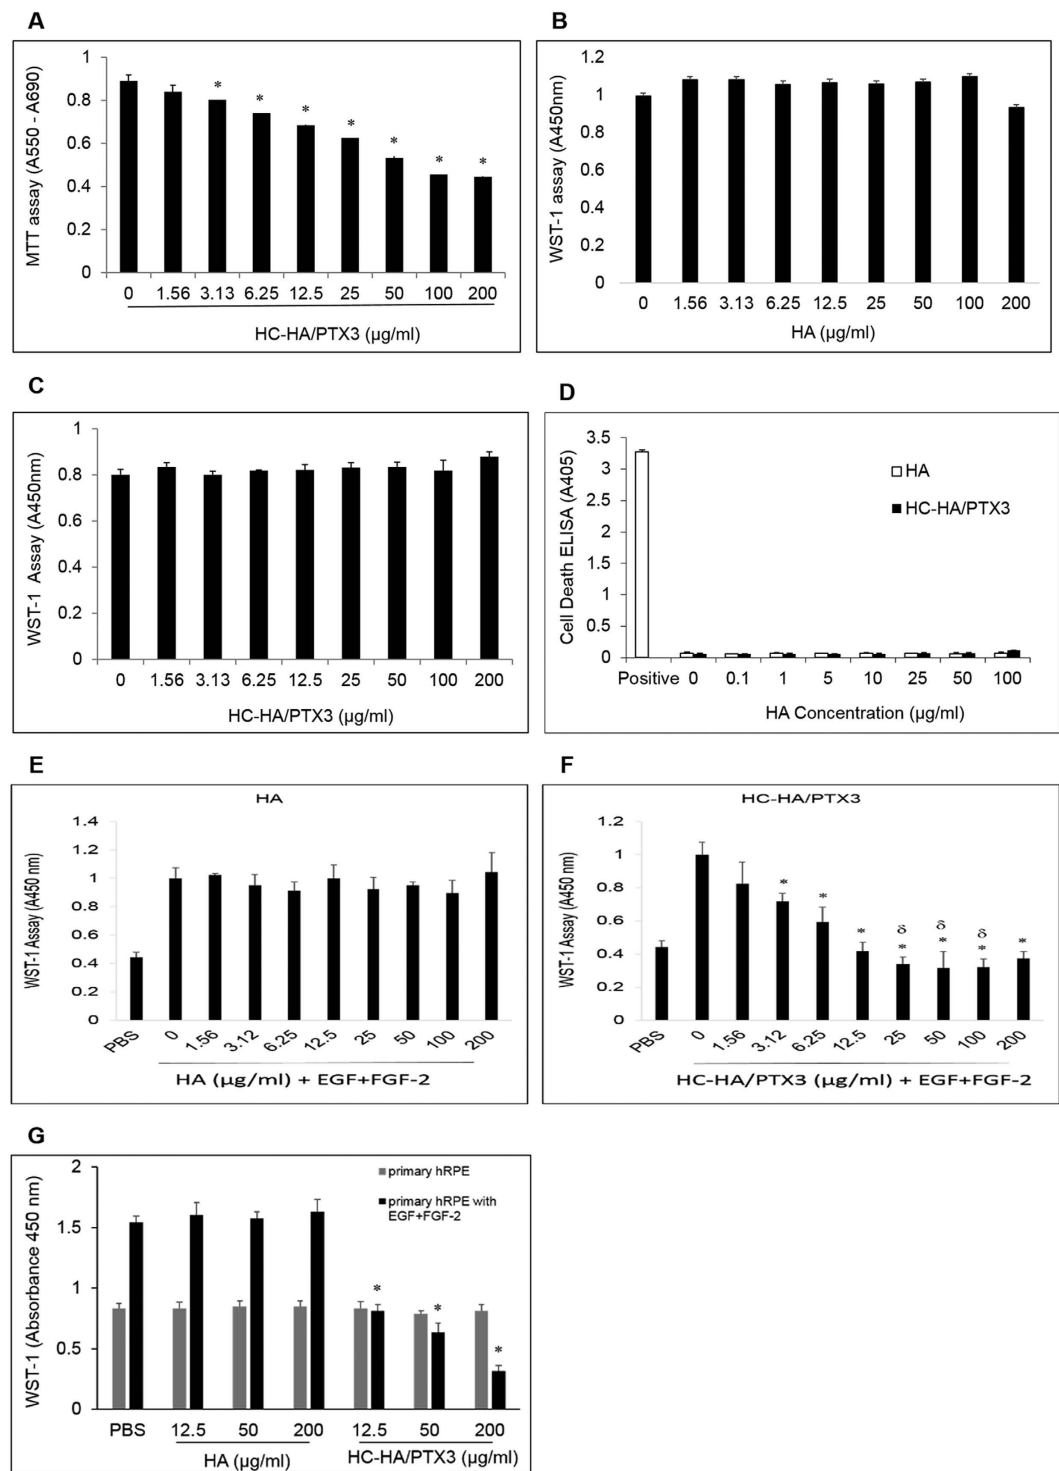 A
MTT assay (A550 - A690)
1
0.8
0.6
0.4
0.2
0
* * * * * * *
0 1.56 3.13 6.25 12.5 25 50 100 200
HC-HA/PTX3 (µg/ml)
B
WST-1 assay (A450nm)
1.2
1
0.8
0.6
0.4
0.2
0
0 1.56 3.13 6.25 12.5 25 50 100 200
HA (µg/ml)
C
WST-1 Assay (A450nm)
1
0.8
0.6
0.4
0.2
0
0 1.56 3.13 6.25 12.5 25 50 100 200
HC-HA/PTX3 (µg/ml)
D
Cell Death ELISA (A405)
3.5
3
2.5
2
1.5
1
0.5
0
HA
HC-HA/PTX3
Positive 0 0.1 1 5 10 25 50 100
HA Concentration (µg/ml)
E
HA
WST-1 Assay (A450 nm)
1.4
1.2
1
0.8
0.6
0.4
0.2
0
PBS 0 1.56 3.12 6.25 12.5 25 50 100 200
HA (µg/ml) + EGF+FGF-2
F
HC-HA/PTX3
WST-1 Assay (A450 nm)
1.2
1
0.8
0.6
0.4
0.2
0
δ δ δ
* * * * * * *
PBS 0 1.56 3.12 6.25 12.5 25 50 100 200
HC-HA/PTX3 (µg/ml) + EGF+FGF-2
G
WST-1 (Absorbance 450 nm)
2
1.5
1
0.5
0
primary hRPE
primary hRPE with
EGF+FGF-2
* * *
PBS 12.5 50 200 12.5 50 200
HA (µg/ml) HC-HA/PTX3 (µg/ml)